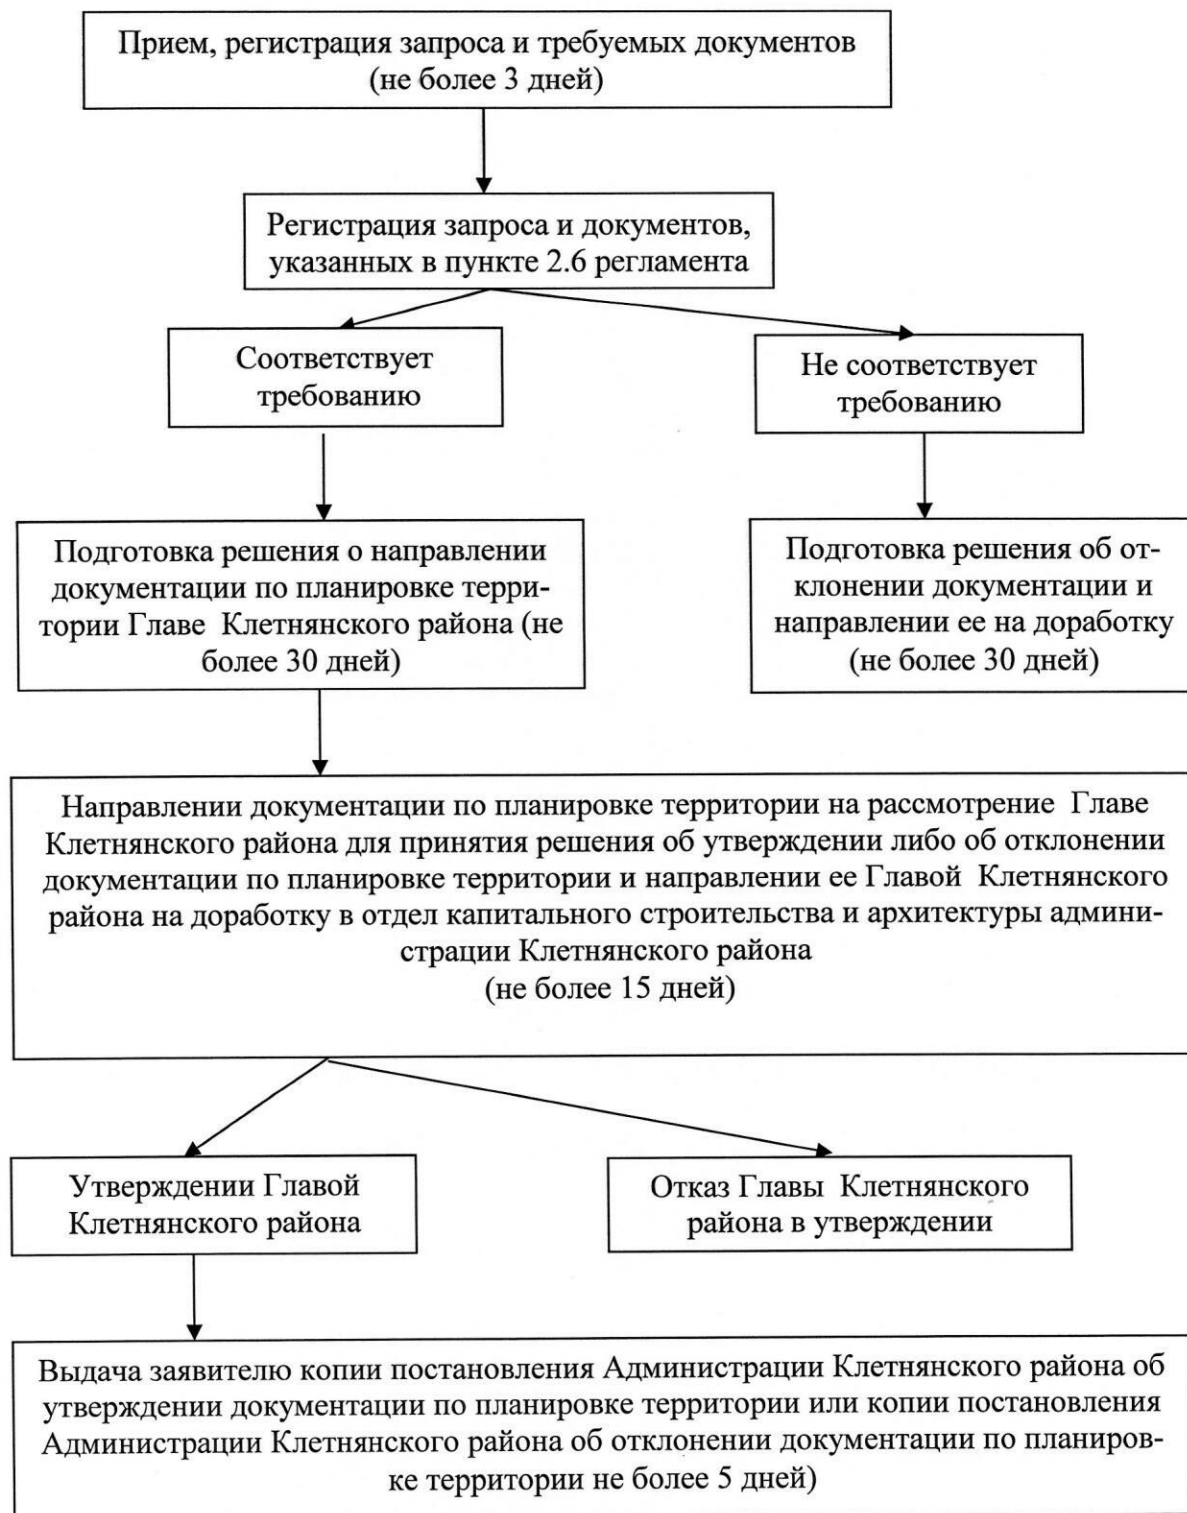 Прием, регистрация запроса и требуемых документов
(не более 3 дней)
Регистрация запроса и документов,
указанных в пункте 2.6 регламента
Соответствует
требованию
Не соответствует
требованию
Подготовка решения о направлении
документации по планировке терри-
тории Главе Клетнянского района (не
более 30 дней)
Подготовка решения об от-
клонении документации и
направлении ее на доработку
(не более 30 дней)
Направлении документации по планировке территории на рассмотрение Главе
Клетнянского района для принятия решения об утверждении либо об отклонении
документации по планировке территории и направлении ее Главой Клетнянского
района на доработку в отдел капитального строительства и архитектуры админи-
страции Клетнянского района
(не более 15 дней)
Утверждении Главой
Клетнянского района
Отказ Главы Клетнянского
района в утверждении
Выдача заявителю копии постановления Администрации Клетнянского района об
утверждении документации по планировке территории или копии постановления
Администрации Клетнянского района об отклонении документации по планиров-
ке территории не более 5 дней)